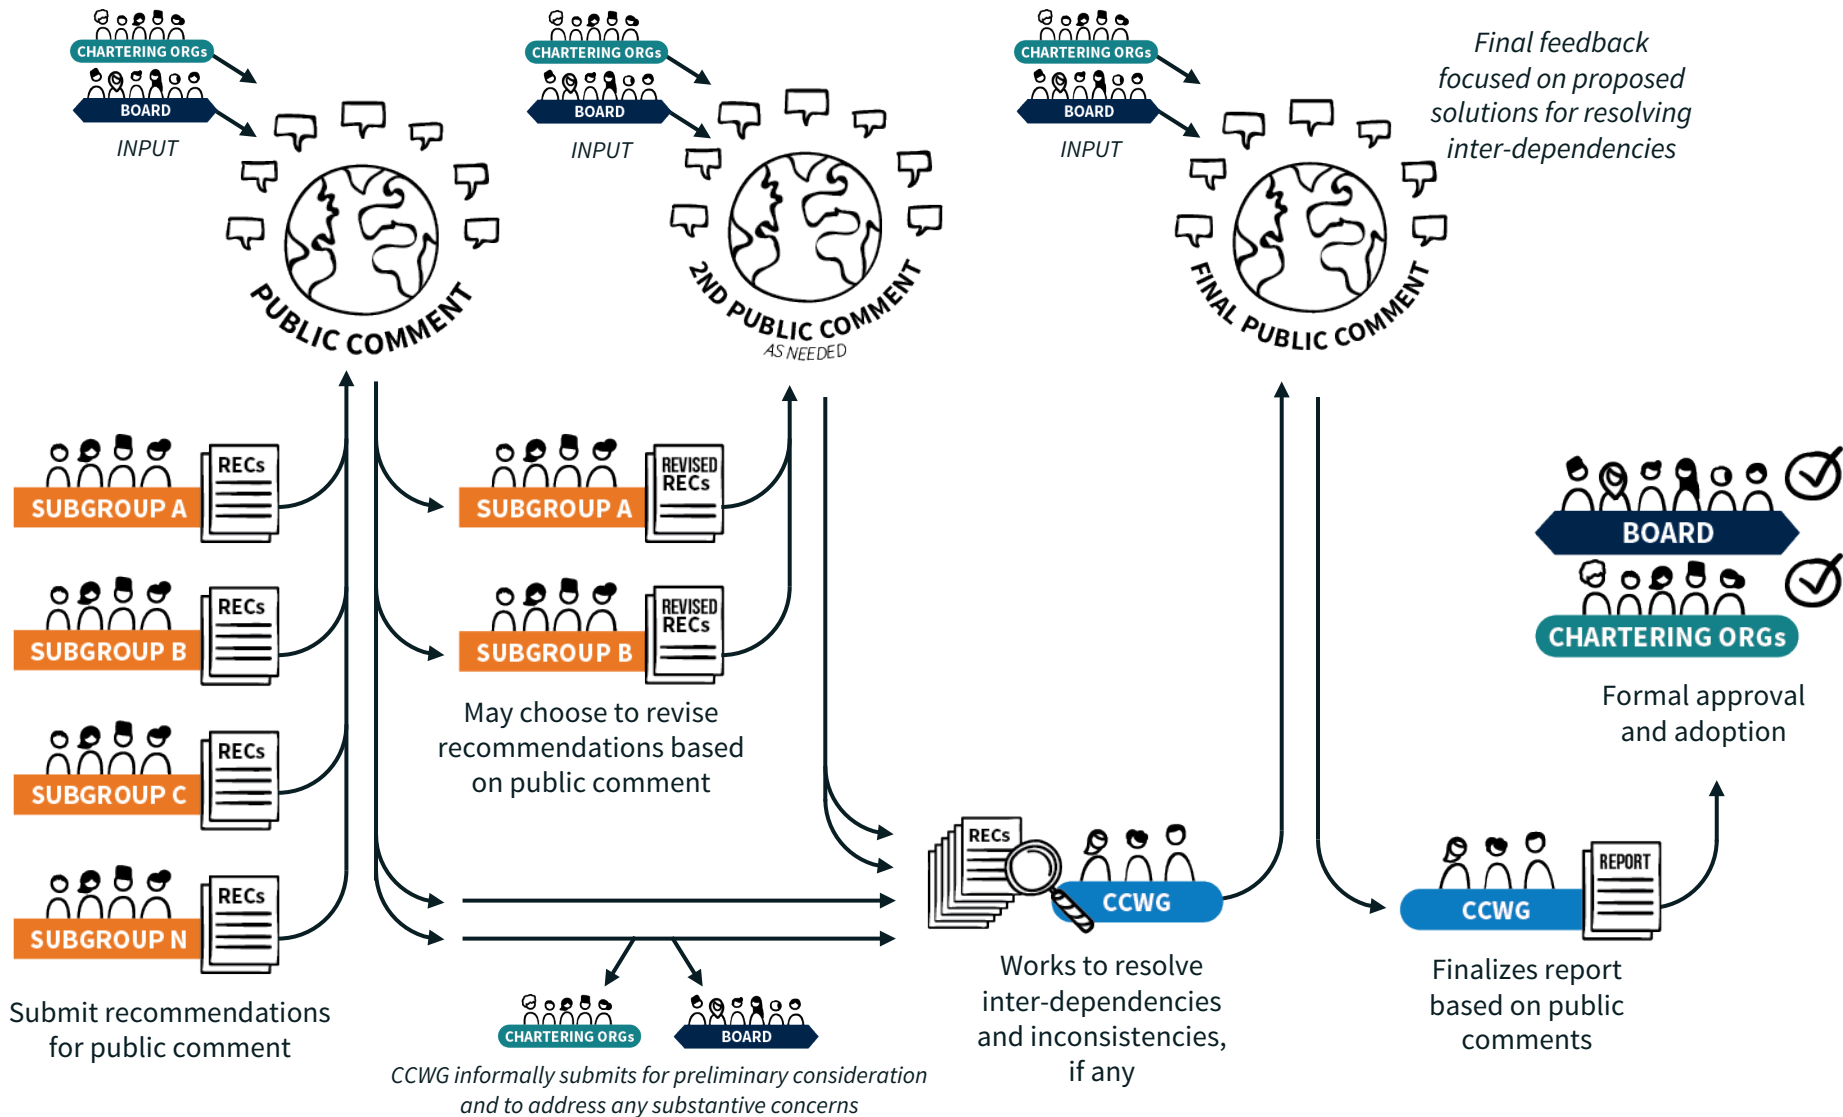 CHARTERING ORGs
BOARD
INPUT
PUBLIC COMMENT
CHARTERING ORGs
BOARD
INPUT
2ND PUBLIC COMMENT
AS NEEDED
CHARTERING ORGs
BOARD
INPUT
FINAL PUBLIC COMMENT
Final feedback
focused on proposed
solutions for resolving
inter-dependencies
RECs
SUBGROUP A
RECs
SUBGROUP B
RECs
SUBGROUP C
RECs
SUBGROUP N
Submit recommendations
for public comment
REVISED
RECs
SUBGROUP A
REVISED
RECs
SUBGROUP B
May choose to revise
recommendations based
on public comment
CHARTERING ORGs
BOARD
CCWG informally submits for preliminary consideration
and to address any substantive concerns
RECs
CCWG
Works to resolve
inter-dependencies
and inconsistencies,
if any
REPORT
CCWG
Finalizes report
based on public
comments
BOARD
CHARTERING ORGs
Formal approval
and adoption